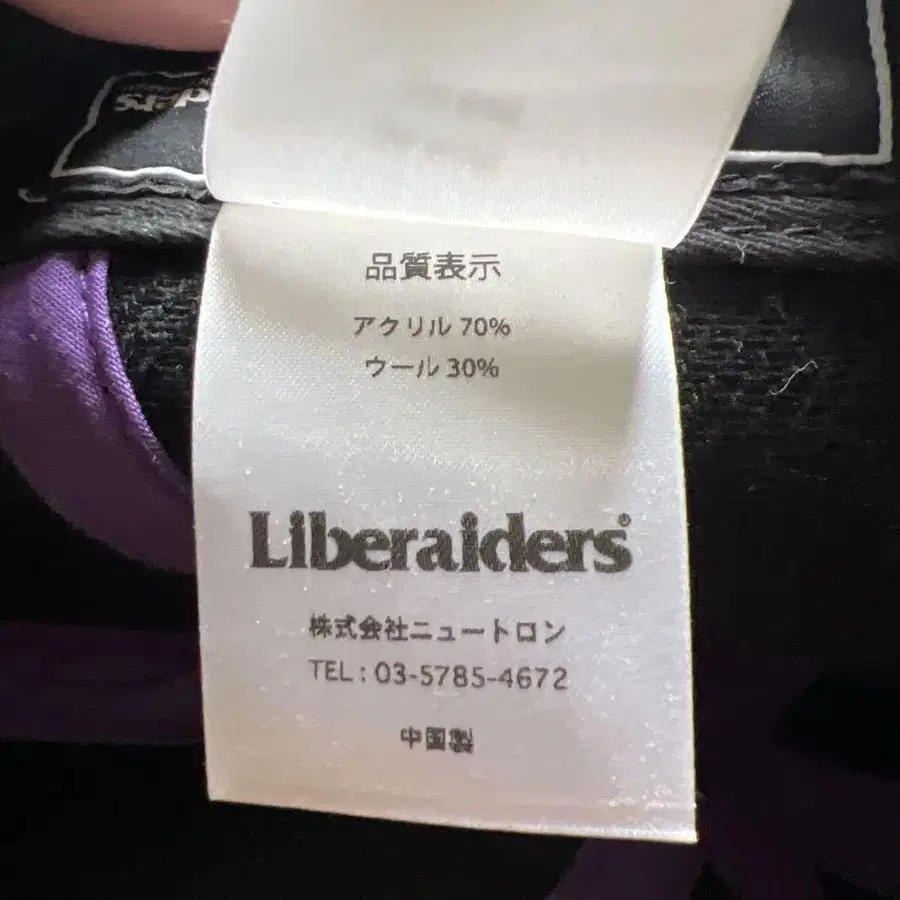 品質表示
アクリル 70%
ウール 30%
Liberaiders®
株式会社ニュートロン
TEL : 03-5785-4672
中国製